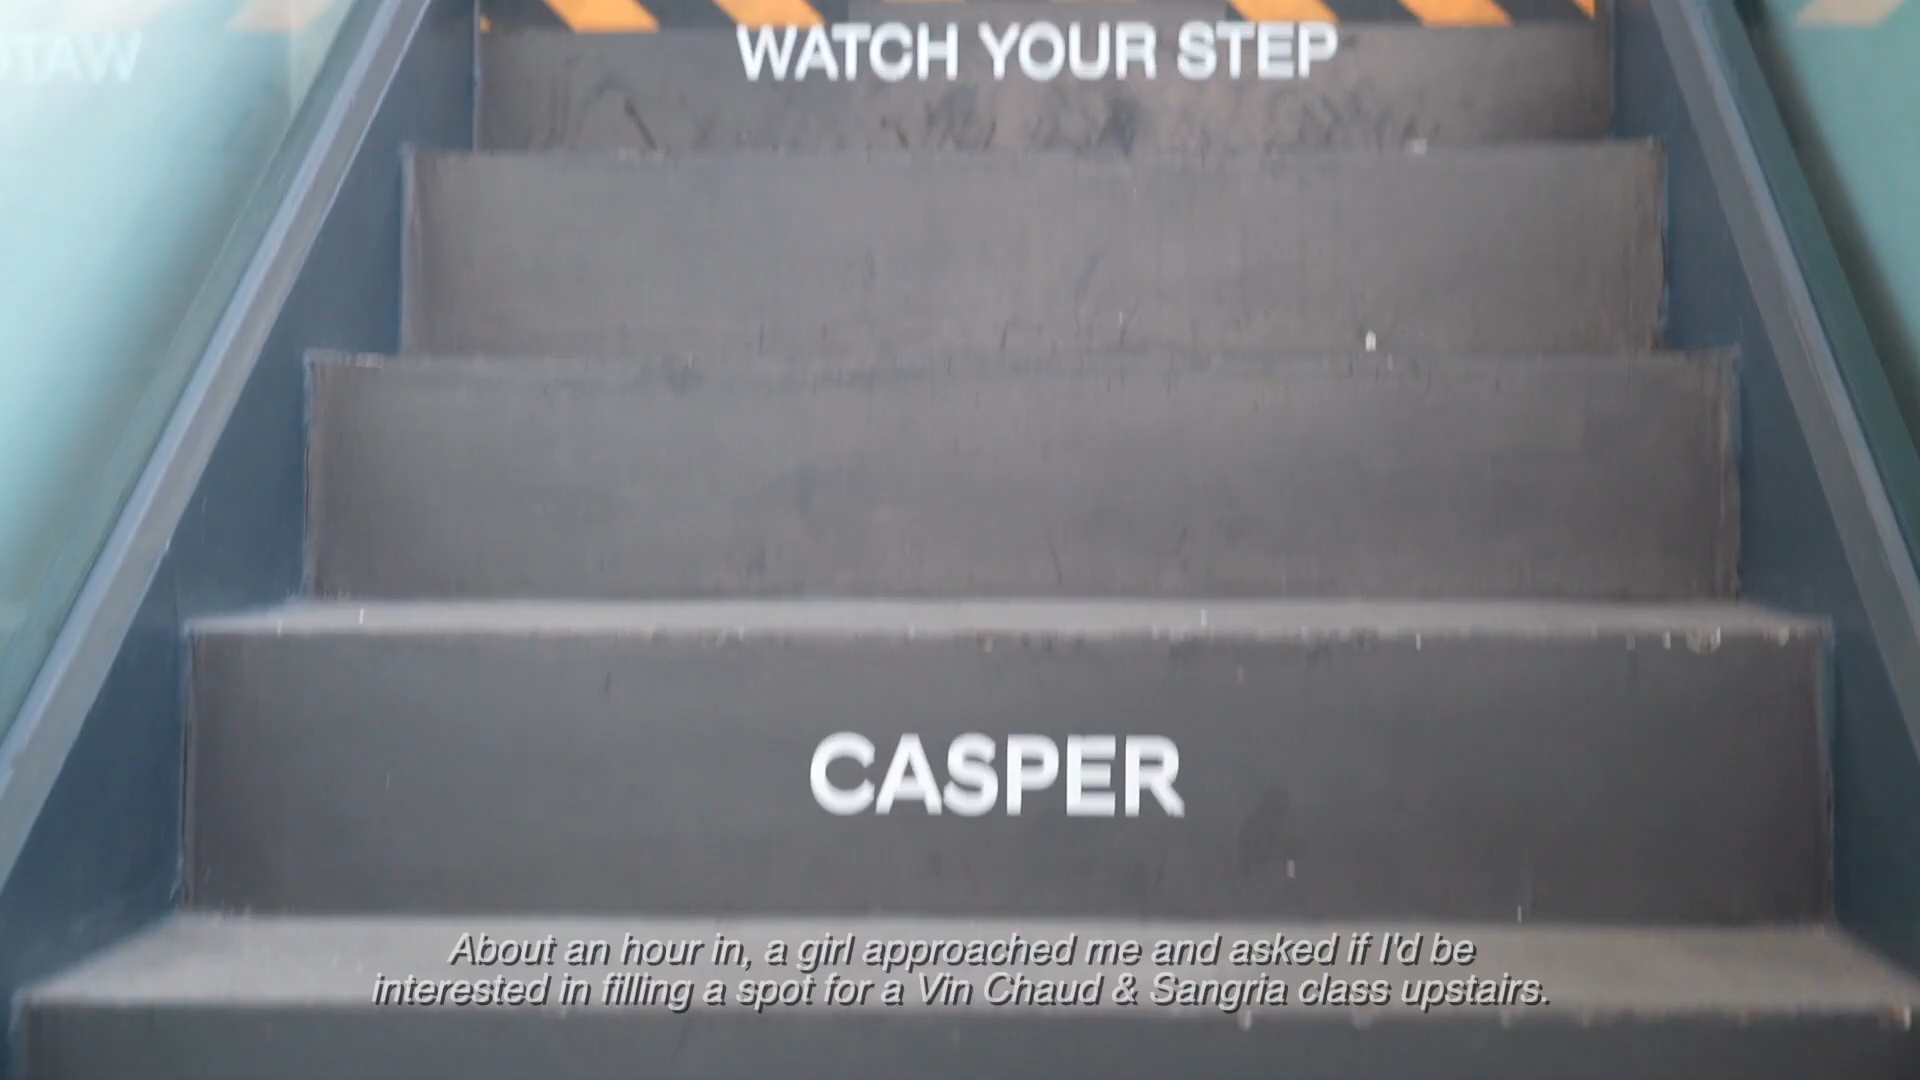 WATCH YOUR STEP
CASPER
About an hour in, a girl approached me and asked if I'd be
interested in filling a spot for a Vin Chaud & Sangria class upstairs.